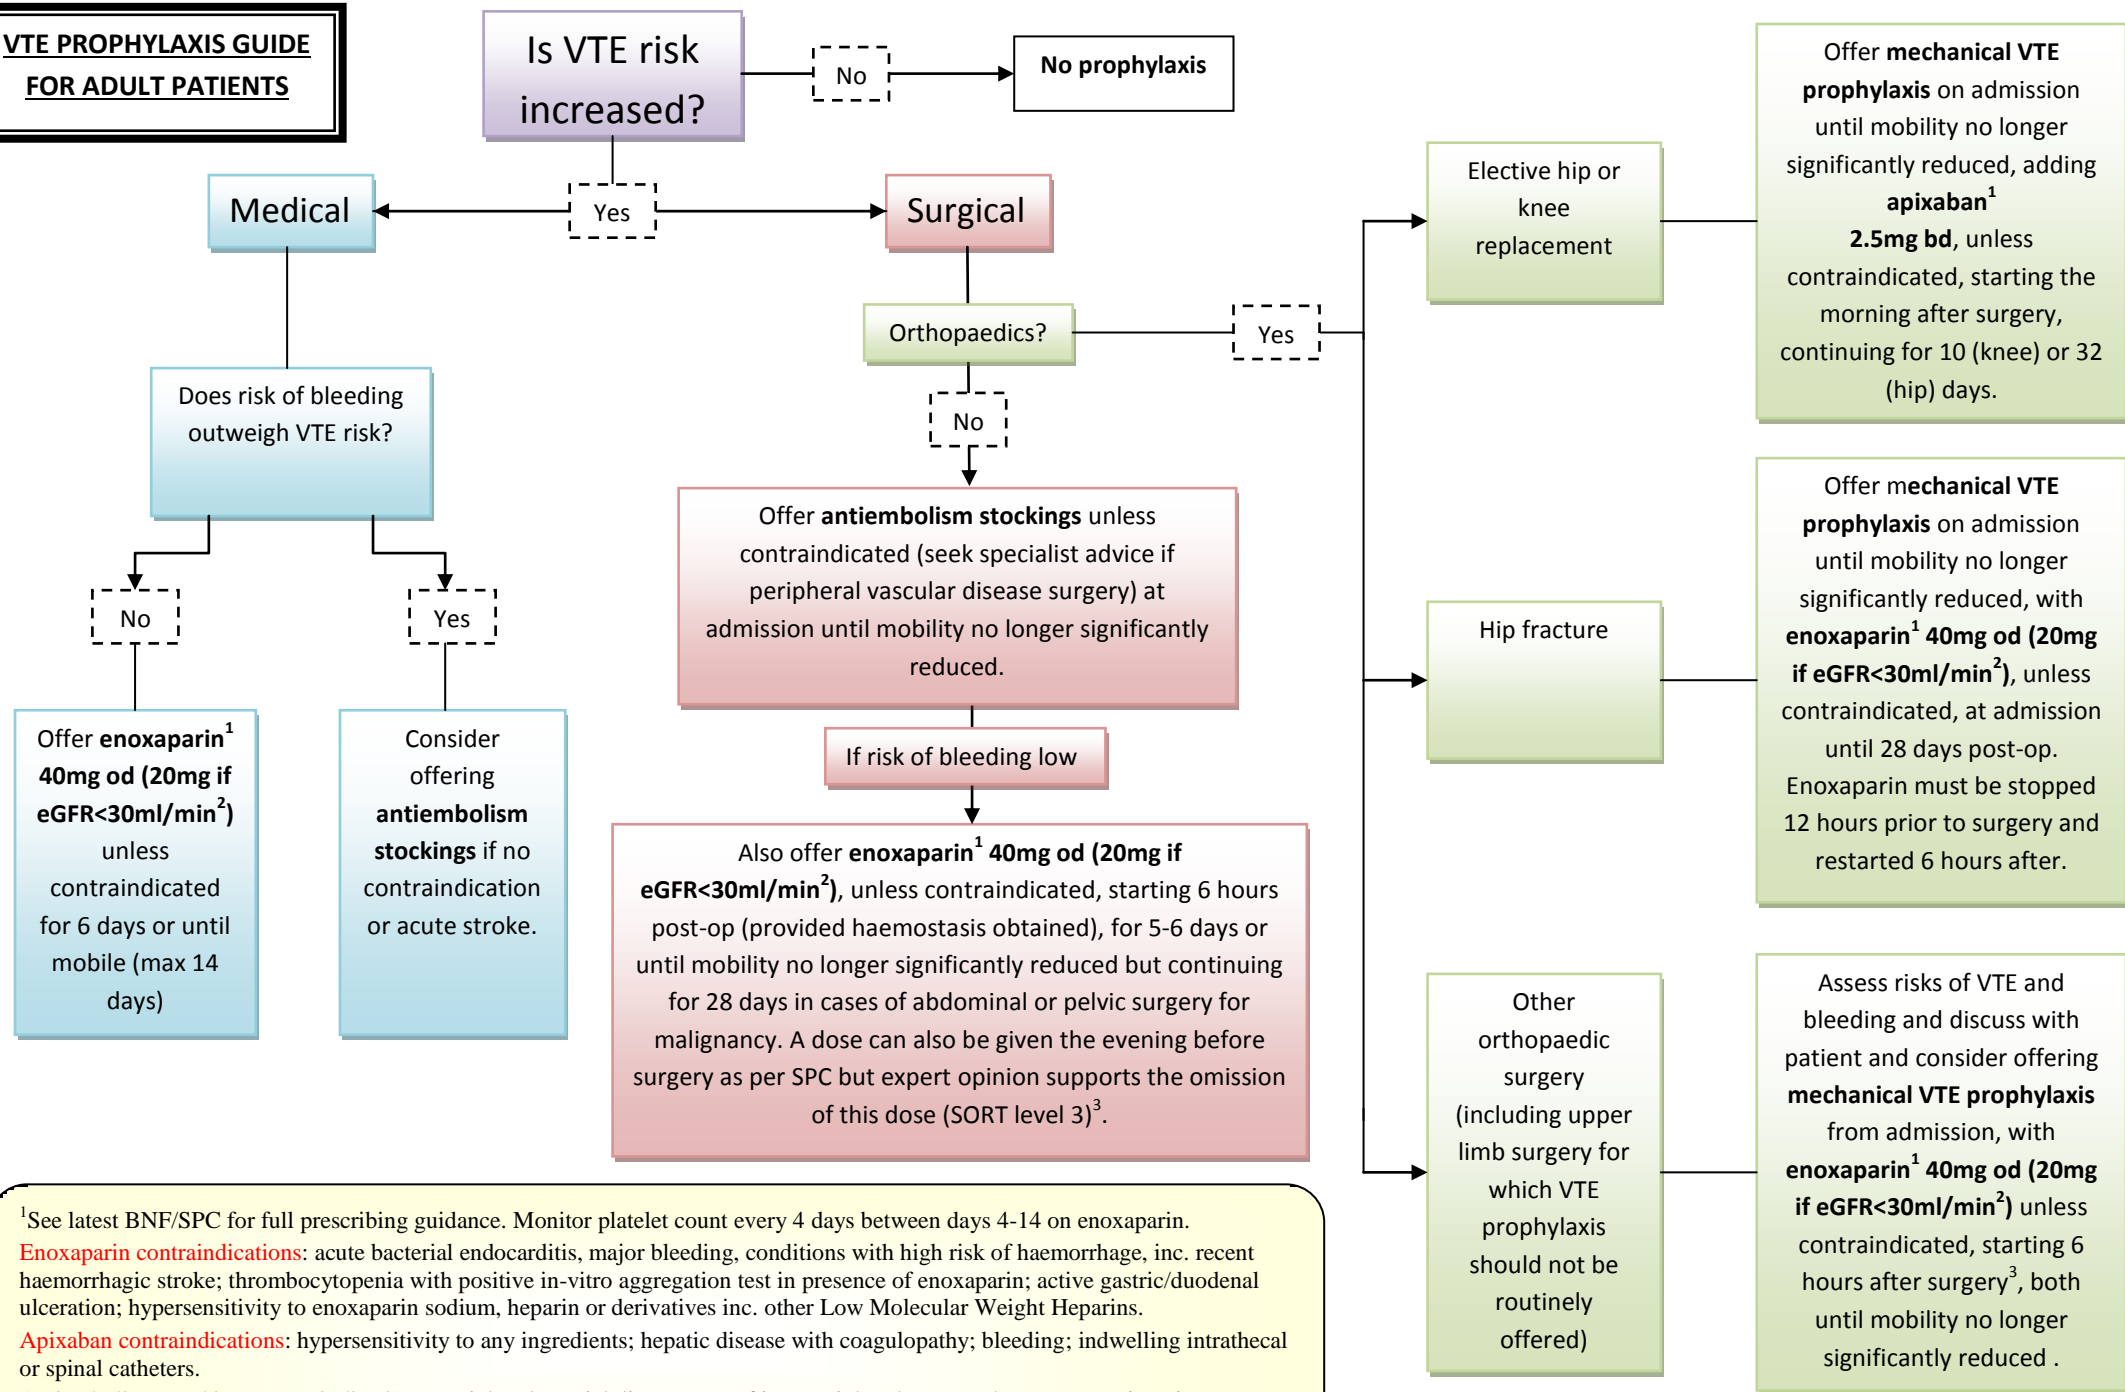 VTE PROPHYLAXIS GUIDE
FOR ADULT PATIENTS
Is VTE risk
increased?
No
No prophylaxis
Yes
Medical
Surgical
Does risk of bleeding
outweigh VTE risk?
No
Yes
Offer enoxaparin¹
40mg od (20mg if
eGFR<30ml/min²)
unless
contraindicated
for 6 days or until
mobile (max 14
days)
Consider
offering
antiembolism
stockings if no
contraindication
or acute stroke.
Orthopaedics?
No
Yes
Offer antiembolism stockings unless
contraindicated (seek specialist advice if
peripheral vascular disease surgery) at
admission until mobility no longer significantly
reduced.
If risk of bleeding low
Also offer enoxaparin¹ 40mg od (20mg if
eGFR<30ml/min²), unless contraindicated, starting 6 hours
post-op (provided haemostasis obtained), for 5-6 days or
until mobility no longer significantly reduced but continuing
for 28 days in cases of abdominal or pelvic surgery for
malignancy. A dose can also be given the evening before
surgery as per SPC but expert opinion supports the omission
of this dose (SORT level 3)³.
Elective hip or
knee
replacement
Offer mechanical VTE
prophylaxis on admission
until mobility no longer
significantly reduced, adding
apixaban¹
2.5mg bd, unless
contraindicated, starting the
morning after surgery,
continuing for 10 (knee) or 32
(hip) days.
Hip fracture
Offer mechanical VTE
prophylaxis on admission
until mobility no longer
significantly reduced, with
enoxaparin¹ 40mg od (20mg
if eGFR<30ml/min²), unless
contraindicated, at admission
until 28 days post-op.
Enoxaparin must be stopped
12 hours prior to surgery and
restarted 6 hours after.
Other
orthopaedic
surgery
(including upper
limb surgery for
which VTE
prophylaxis
should not be
routinely
offered)
Assess risks of VTE and
bleeding and discuss with
patient and consider offering
mechanical VTE prophylaxis
from admission, with
enoxaparin¹ 40mg od (20mg
if eGFR<30ml/min²) unless
contraindicated, starting 6
hours after surgery³, both
until mobility no longer
significantly reduced .
¹See latest BNF/SPC for full prescribing guidance. Monitor platelet count every 4 days between days 4-14 on enoxaparin.
Enoxaparin contraindications: acute bacterial endocarditis, major bleeding, conditions with high risk of haemorrhage, inc. recent
haemorrhagic stroke; thrombocytopenia with positive in-vitro aggregation test in presence of enoxaparin; active gastric/duodenal
ulceration; hypersensitivity to enoxaparin sodium, heparin or derivatives inc. other Low Molecular Weight Heparins.
Apixaban contraindications: hypersensitivity to any ingredients; hepatic disease with coagulopathy; bleeding; indwelling intrathecal
or spinal catheters.